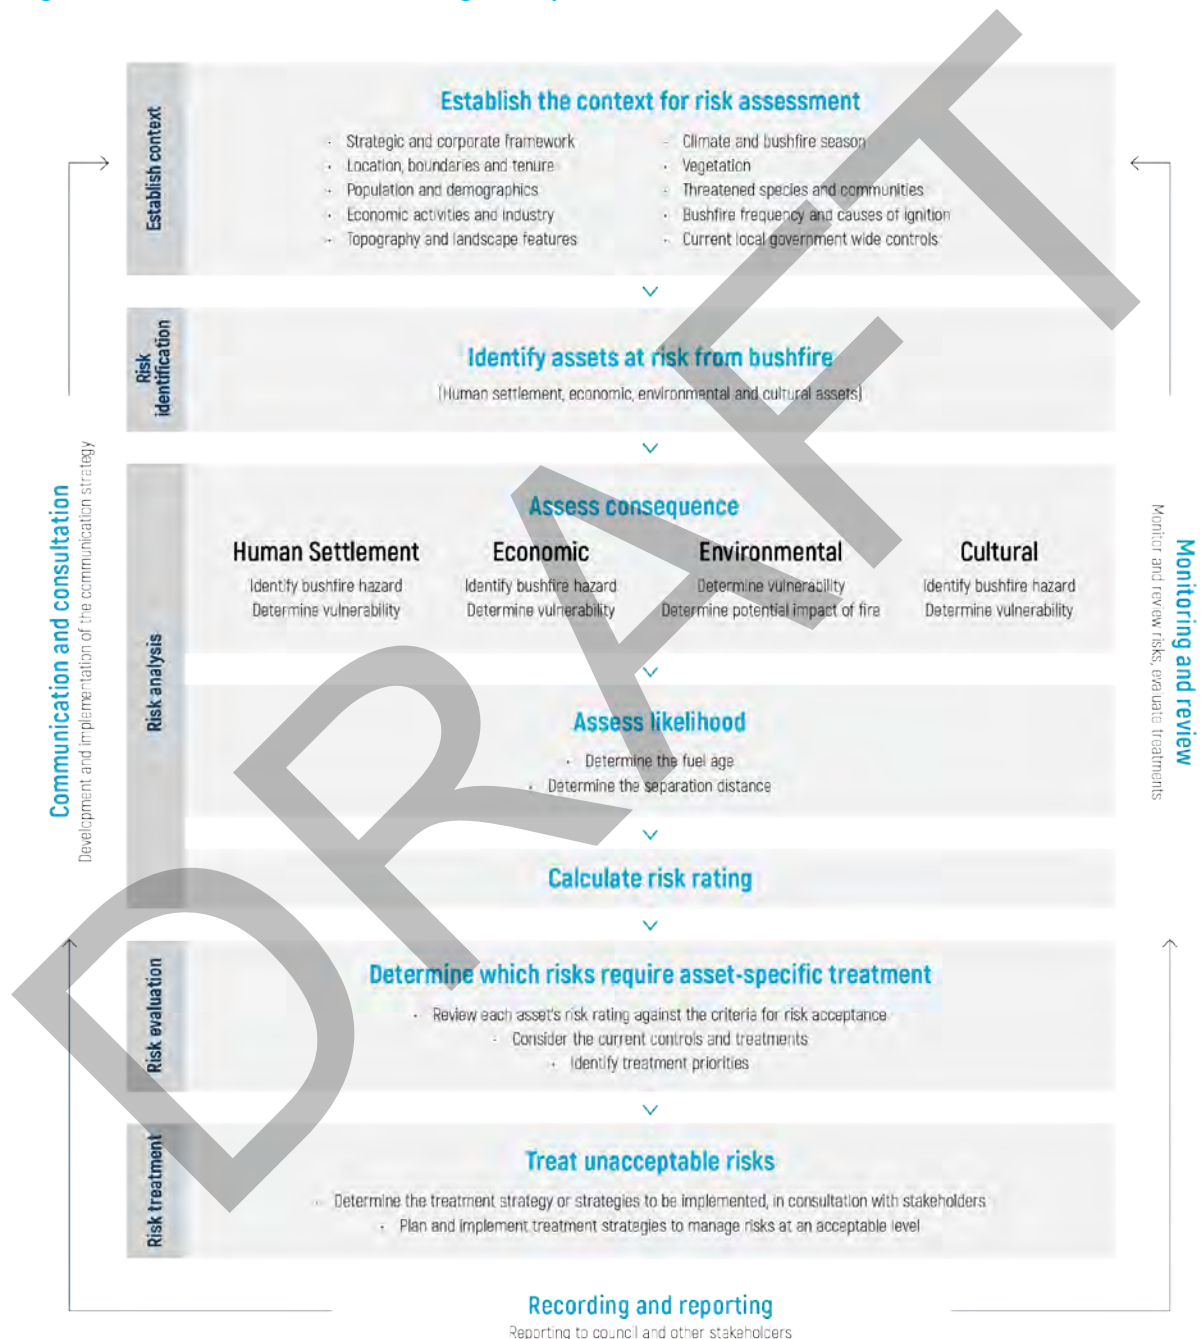 Establish context
Establish the context for risk assessment
· Strategic and corporate framework
· Location, boundaries and tenure
· Population and demographics
· Economic activities and industry
· Topography and landscape features
· Climate and bushfire season
· Vegetation
· Threatened species and communities
· Bushfire frequency and causes of ignition
· Current local government wide controls
Risk
identification
Identify assets at risk from bushfire
(Human settlement, economic, environmental and cultural assets)
Risk analysis
Assess consequence
Human Settlement
Identify bushfire hazard
Determine vulnerability
Economic
Identify bushfire hazard
Determine vulnerability
Environmental
Determine vulnerability
Determine potential impact of fire
Cultural
Identify bushfire hazard
Determine vulnerability
Assess likelihood
· Determine the fuel age
· Determine the separation distance
Calculate risk rating
Risk evaluation
Determine which risks require asset-specific treatment
· Review each asset's risk rating against the criteria for risk acceptance
· Consider the current controls and treatments
· Identify treatment priorities
Risk treatment
Treat unacceptable risks
· Determine the treatment strategy or strategies to be implemented, in consultation with stakeholders
· Plan and implement treatment strategies to manage risks at an acceptable level
Communication and consultation
Development and implementation of the communication strategy
Monitoring and review
Monitor and review risks, evaluate treatments
Recording and reporting
Reporting to council and other stakeholders
DRAFT